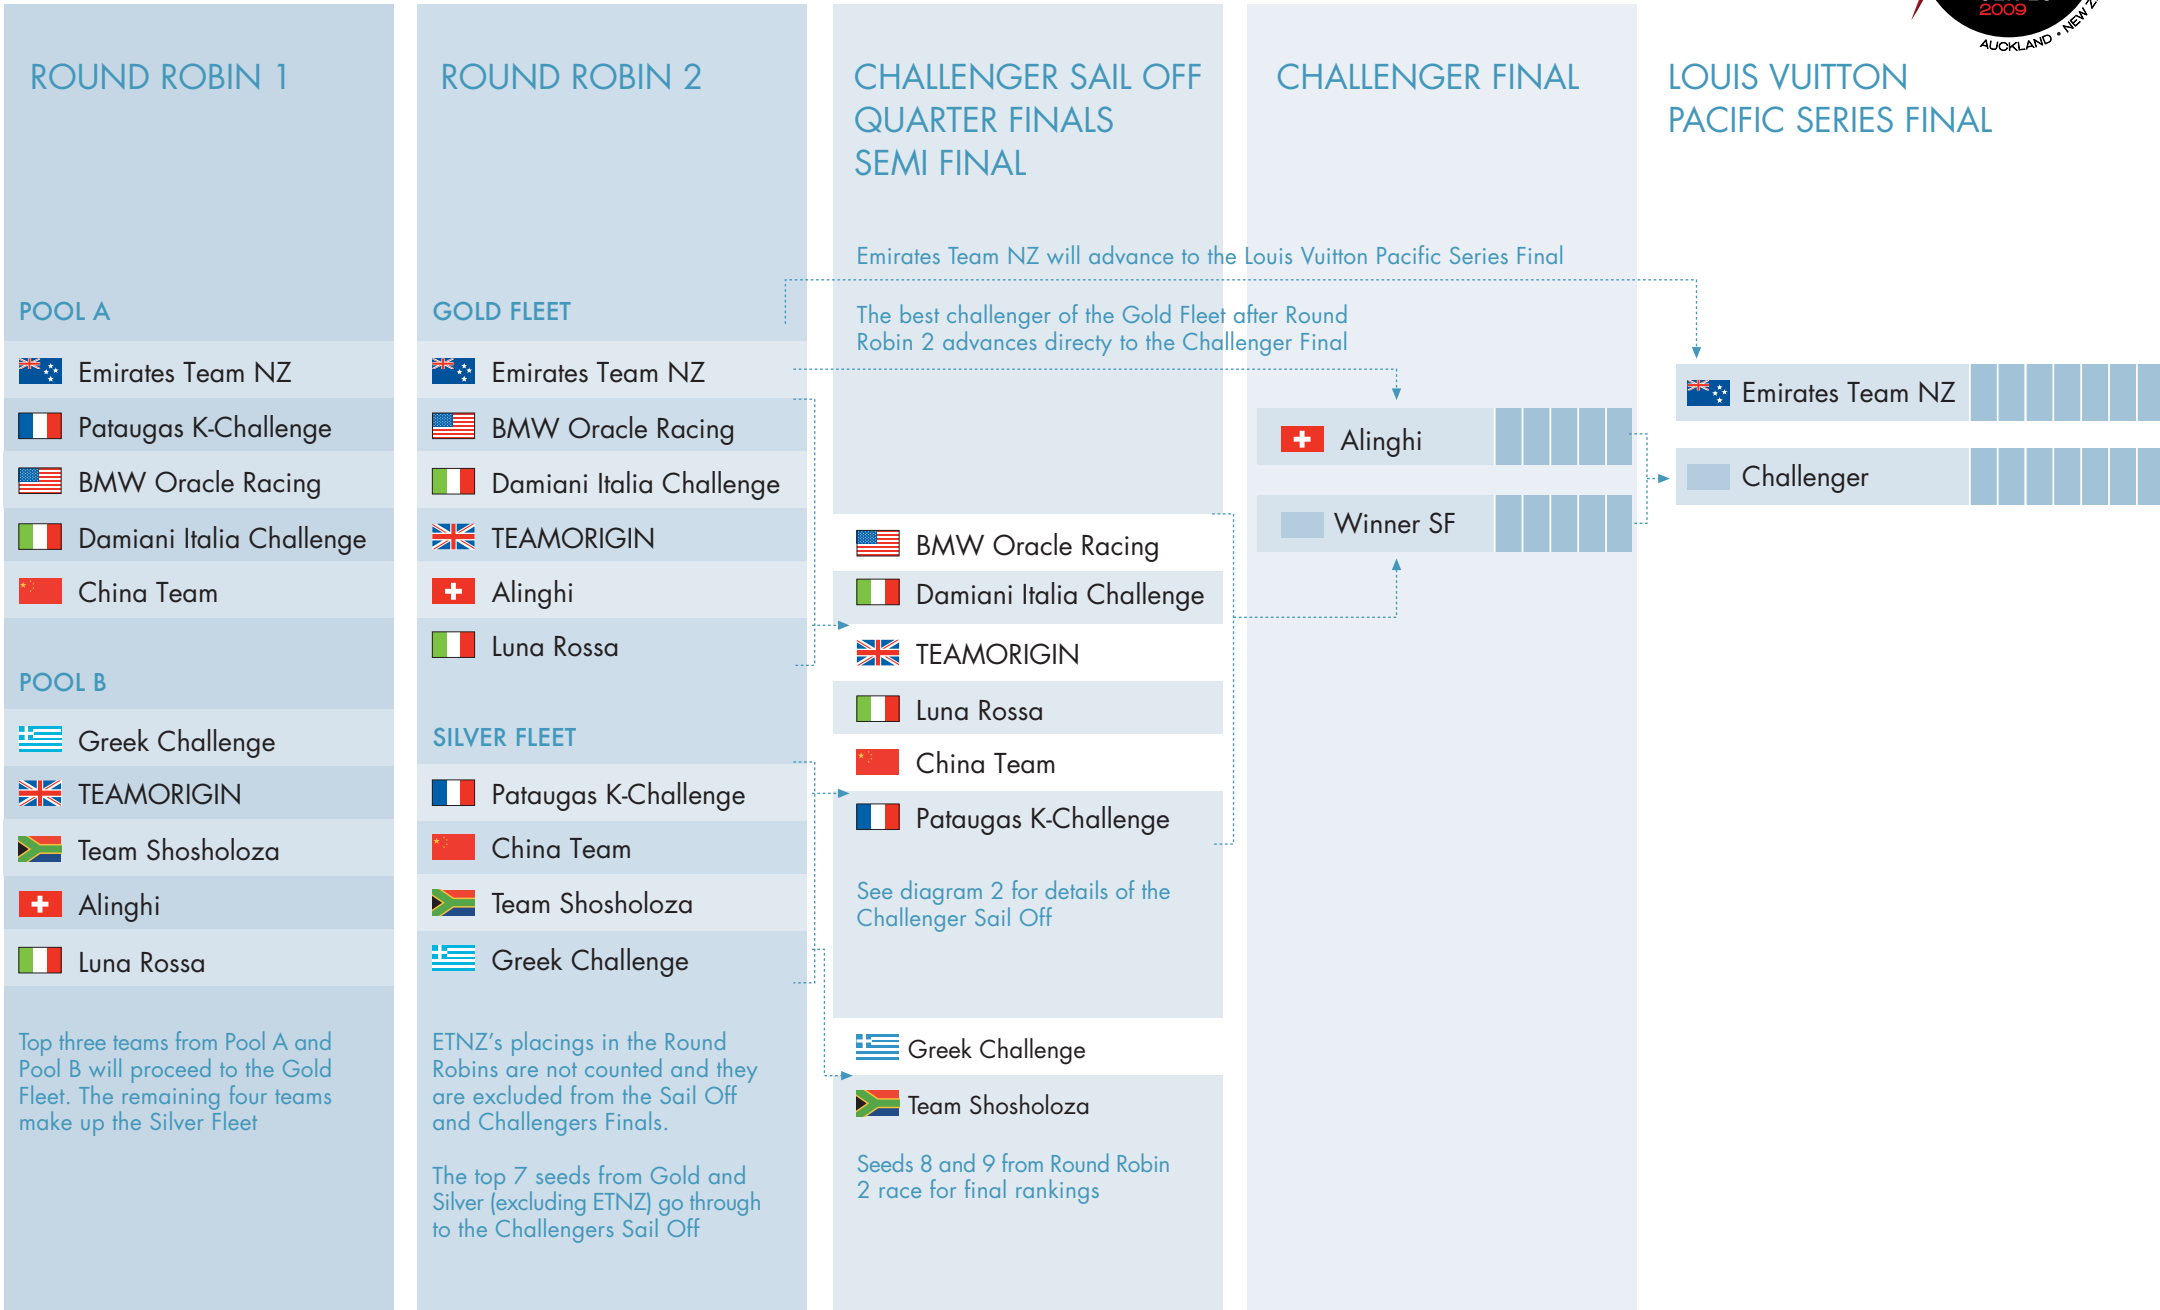 2009
AUCKLAND • NEW Z
ROUND ROBIN 1
POOL A
Emirates Team NZ
Pataugas K-Challenge
BMW Oracle Racing
Damiani Italia Challenge
China Team
POOL B
Greek Challenge
TEAMORIGIN
Team Shosholoza
Alinghi
Luna Rossa
Top three teams from Pool A and
Pool B will proceed to the Gold
Fleet. The remaining four teams
make up the Silver Fleet
ROUND ROBIN 2
GOLD FLEET
Emirates Team NZ
BMW Oracle Racing
Damiani Italia Challenge
TEAMORIGIN
Alinghi
Luna Rossa
SILVER FLEET
Pataugas K-Challenge
China Team
Team Shosholoza
Greek Challenge
ETNZ's placings in the Round
Robins are not counted and they
are excluded from the Sail Off
and Challengers Finals.
The top 7 seeds from Gold and
Silver (excluding ETNZ) go through
to the Challengers Sail Off
CHALLENGER SAIL OFF
QUARTER FINALS
SEMI FINAL
Emirates Team NZ will advance to the Louis Vuitton Pacific Series Final
The best challenger of the Gold Fleet after Round
Robin 2 advances directy to the Challenger Final
BMW Oracle Racing
Damiani Italia Challenge
TEAMORIGIN
Luna Rossa
China Team
Pataugas K-Challenge
See diagram 2 for details of the
Challenger Sail Off
Greek Challenge
Team Shosholoza
Seeds 8 and 9 from Round Robin
2 race for final rankings
CHALLENGER FINAL
Alinghi
Winner SF
LOUIS VUITTON
PACIFIC SERIES FINAL
Emirates Team NZ
Challenger